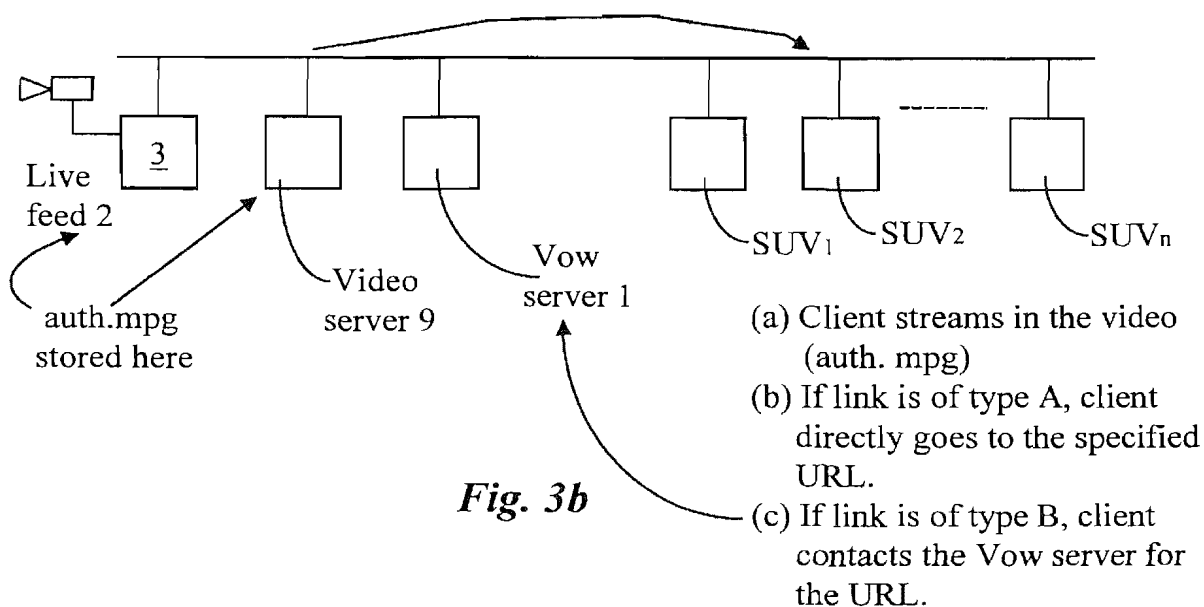 3
Live
feed 2
auth.mpg
stored here
Video
server 9
Vow
server 1
SUV1
SUV2
SUVn
(a) Client streams in the video
(auth. mpg)
(b) If link is of type A, client
directly goes to the specified
URL.
(c) If link is of type B, client
contacts the Vow server for
the URL.
Fig. 3b